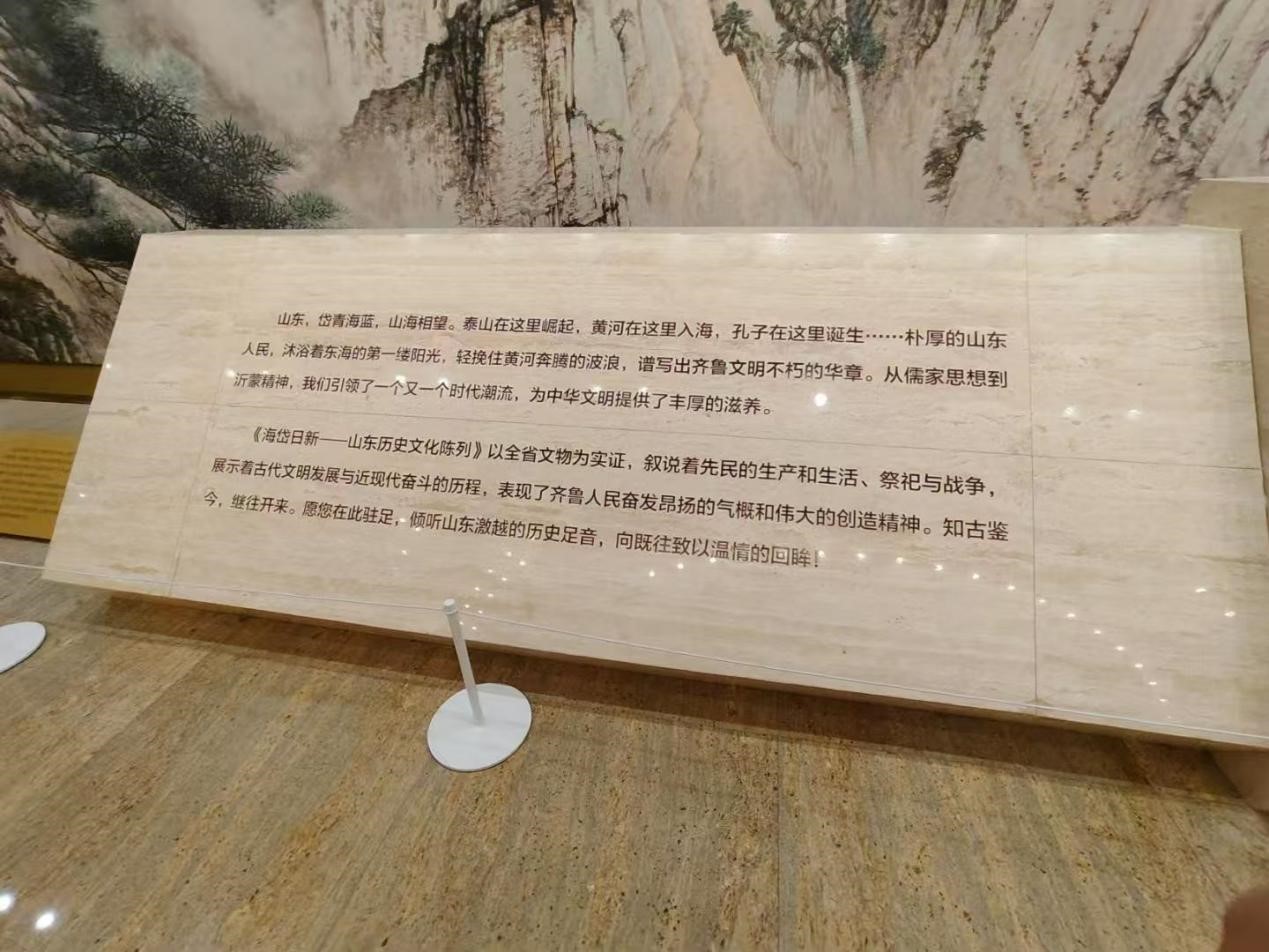 山东，岱青海蓝，山海相望。泰山在这里崛起，黄河在这里入海，孔子在这里诞生……朴厚的山东
人民，沐浴着东海的第一缕阳光，轻挽住黄河奔腾的波浪，谱写出齐鲁文明不朽的华章。从儒家思想到
沂蒙精神，我们引领了一个又一个时代潮流，为中华文明提供了丰厚的滋养。
《海岱日新——山东历史文化陈列》以全省文物为实证，叙说着先民的生产和生活、祭祀与战争，
展示着古代文明发展与近现代奋斗的历程，表现了齐鲁人民奋发昂扬的气概和伟大的创造精神。知古鉴
今，继往开来。愿您在此驻足，倾听山东激越的历史足音，向既往致以温情的回眸！